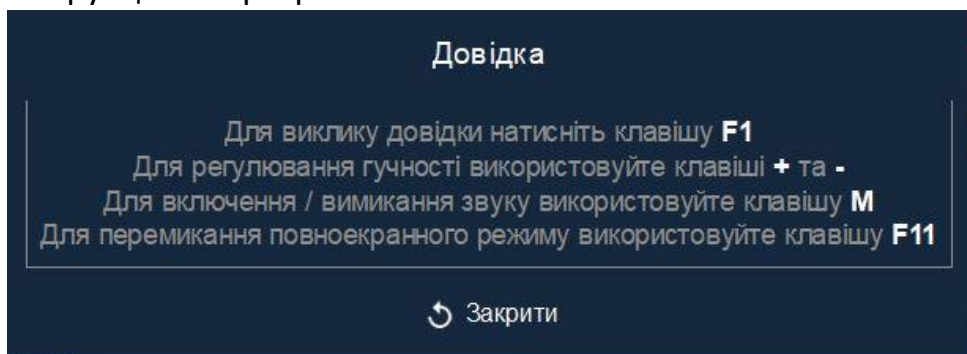 Довідка
Для виклику довідки натисніть клавішу F1
Для регулювання гучності використовуйте клавіші + та -
Для включення / вимикання звуку використовуйте клавішу M
Для перемикання повноекранного режиму використовуйте клавішу F11
Закрити